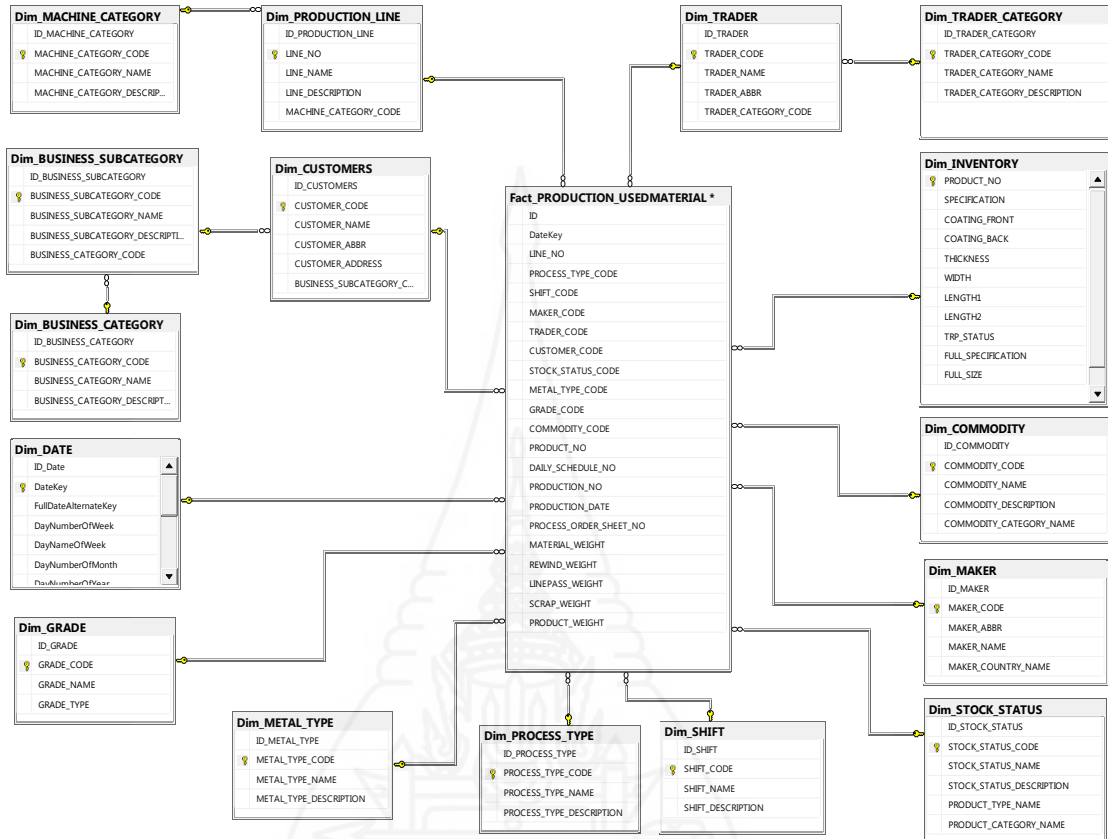 Dim_MACHINE_CATEGORY
ID_MACHINE_CATEGORY
MACHINE_CATEGORY_CODE
MACHINE_CATEGORY_NAME
MACHINE_CATEGORY_DESCRIP...
Dim_PRODUCTION_LINE
ID_PRODUCTION_LINE
LINE_NO
LINE_NAME
LINE_DESCRIPTION
MACHINE_CATEGORY_CODE
Dim_TRADER
ID_TRADER
TRADER_CODE
TRADER_NAME
TRADER_ABBR
TRADER_CATEGORY_CODE
Dim_TRADER_CATEGORY
ID_TRADER_CATEGORY
TRADER_CATEGORY_CODE
TRADER_CATEGORY_NAME
TRADER_CATEGORY_DESCRIPTION
Dim_BUSINESS_SUBCATEGORY
ID_BUSINESS_SUBCATEGORY
BUSINESS_SUBCATEGORY_CODE
BUSINESS_SUBCATEGORY_NAME
BUSINESS_SUBCATEGORY_DESCRIPTI...
BUSINESS_CATEGORY_CODE
Dim_CUSTOMERS
ID_CUSTOMERS
CUSTOMER_CODE
CUSTOMER_NAME
CUSTOMER_ABBR
CUSTOMER_ADDRESS
BUSINESS_SUBCATEGORY_C...
Fact_PRODUCTION_USEDMATERIAL *
ID
DateKey
LINE_NO
PROCESS_TYPE_CODE
SHIFT_CODE
MAKER_CODE
TRADER_CODE
CUSTOMER_CODE
STOCK_STATUS_CODE
METAL_TYPE_CODE
GRADE_CODE
COMMODITY_CODE
PRODUCT_NO
DAILY_SCHEDULE_NO
PRODUCTION_NO
PRODUCTION_DATE
PROCESS_ORDER_SHEET_NO
MATERIAL_WEIGHT
REWIND_WEIGHT
LINEPASS_WEIGHT
SCRAP_WEIGHT
PRODUCT_WEIGHT
Dim_INVENTORY
PRODUCT_NO
SPECIFICATION
COATING_FRONT
COATING_BACK
THICKNESS
WIDTH
LENGTH1
LENGTH2
TRP_STATUS
FULL_SPECIFICATION
FULL_SIZE
Dim_BUSINESS_CATEGORY
ID_BUSINESS_CATEGORY
BUSINESS_CATEGORY_CODE
BUSINESS_CATEGORY_NAME
BUSINESS_CATEGORY_DESCRIPT...
Dim_DATE
ID_Date
DateKey
FullDateAlternateKey
DayNumberOfWeek
DayNameOfWeek
DayNumberOfMonth
DayNumberOfYear
Dim_COMMODITY
ID_COMMODITY
COMMODITY_CODE
COMMODITY_NAME
COMMODITY_DESCRIPTION
COMMODITY_CATEGORY_NAME
Dim_MAKER
ID_MAKER
MAKER_CODE
MAKER_ABBR
MAKER_NAME
MAKER_COUNTRY_NAME
Dim_GRADE
ID_GRADE
GRADE_CODE
GRADE_NAME
GRADE_TYPE
Dim_METAL_TYPE
ID_METAL_TYPE
METAL_TYPE_CODE
METAL_TYPE_NAME
METAL_TYPE_DESCRIPTION
Dim_PROCESS_TYPE
ID_PROCESS_TYPE
PROCESS_TYPE_CODE
PROCESS_TYPE_NAME
PROCESS_TYPE_DESCRIPTION
Dim_SHIFT
ID_SHIFT
SHIFT_CODE
SHIFT_NAME
SHIFT_DESCRIPTION
Dim_STOCK_STATUS
ID_STOCK_STATUS
STOCK_STATUS_CODE
STOCK_STATUS_NAME
STOCK_STATUS_DESCRIPTION
PRODUCT_TYPE_NAME
PRODUCT_CATEGORY_NAME